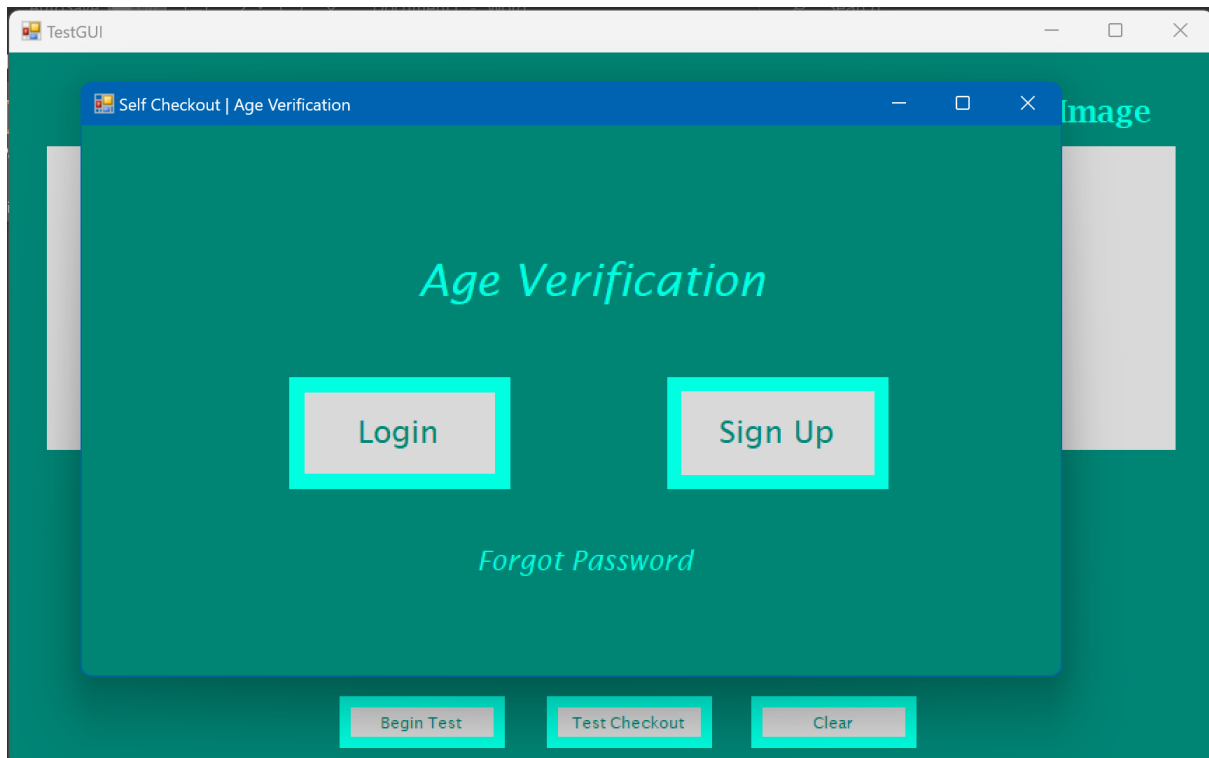 TestGUI
Self Checkout | Age Verification
Image
Age Verification
Login
Sign Up
Forgot Password
Begin Test
Test Checkout
Clear